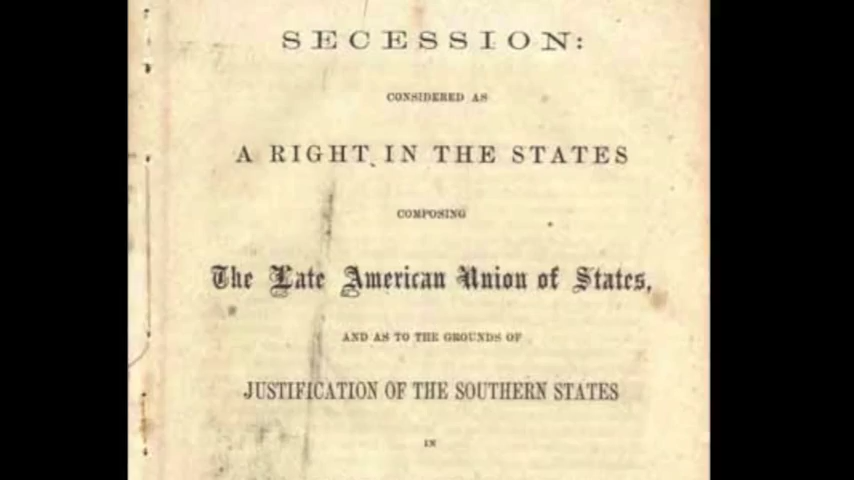 SECESSION:
CONSIDERED AS
A RIGHT IN THE STATES
COMPOSING
The Late American Union of States,
AND AS TO THE GROUNDS OF
JUSTIFICATION OF THE SOUTHERN STATES
IN